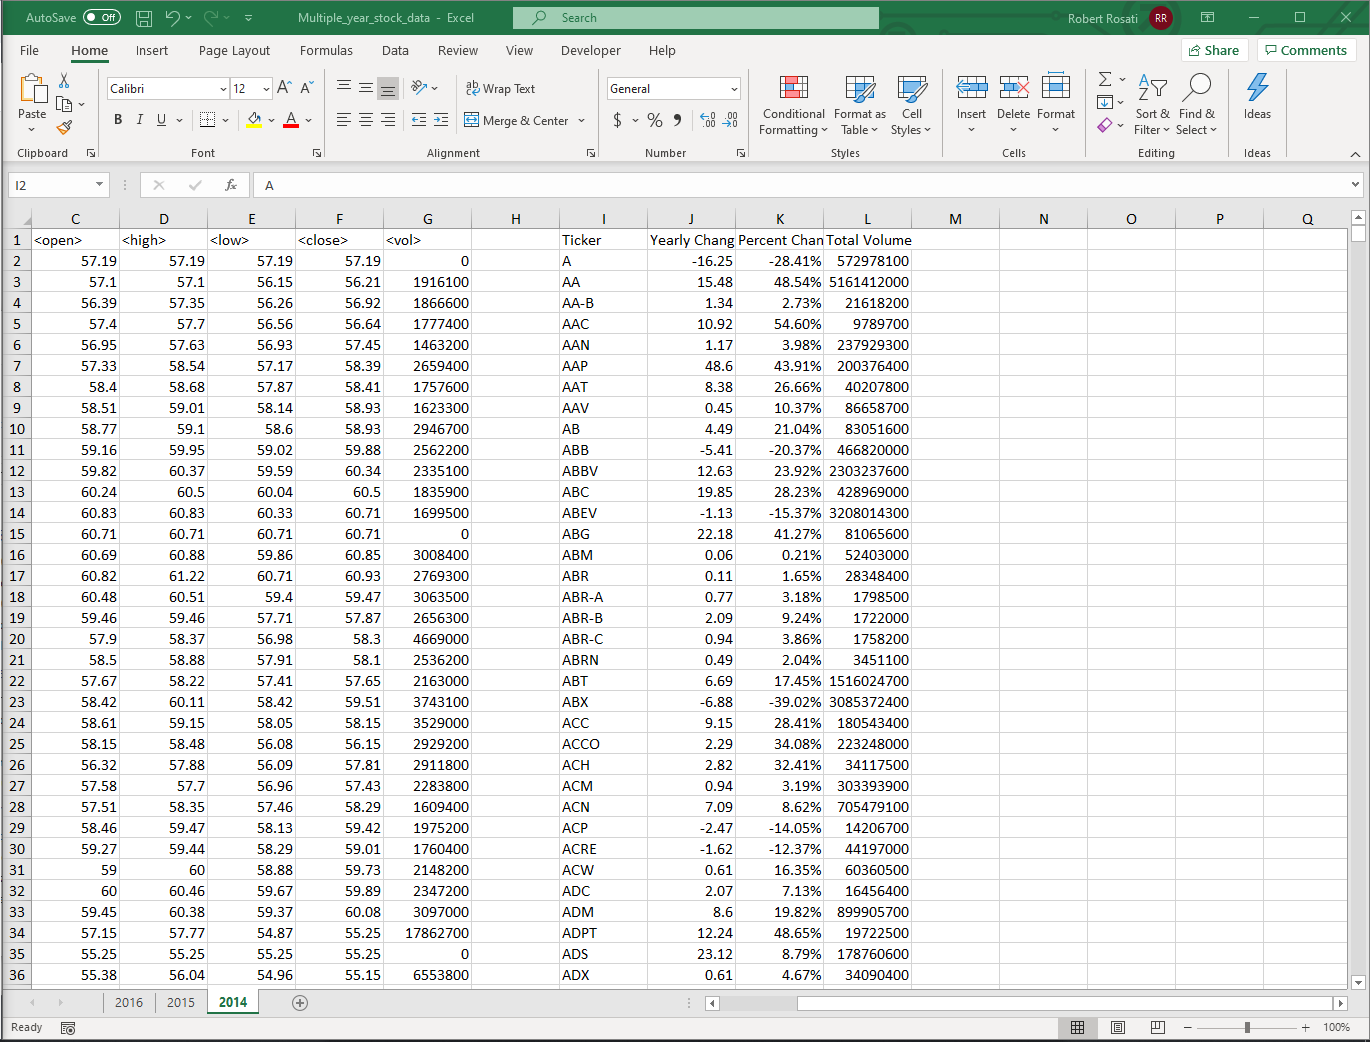 AutoSave Off Multiple_year_stock_data - Excel Search Robert Rosati RR
File Home Insert Page Layout Formulas Data Review View Developer Help Share Comments
Calibri 12 A A ab Wrap Text General
Paste B I U A Merge & Center $ % Conditional Formatting Format as Table Cell Styles Insert Delete Format Sort & Filter Find & Select Ideas
Clipboard Font Alignment Number Styles Cells Editing Ideas
I2 fx A
C D E F G H I J K L M N O P Q
1 <open> <high> <low> <close> <vol> Ticker Yearly Chang Percent Chan Total Volume
2 57.19 57.19 57.19 57.19 0 A -16.25 -28.41% 572978100
3 57.1 57.1 56.15 56.21 1916100 AA 15.48 48.54% 5161412000
4 56.39 57.35 56.26 56.92 1866600 AA-B 1.34 2.73% 21618200
5 57.4 57.7 56.56 56.64 1777400 AAC 10.92 54.60% 9789700
6 56.95 57.63 56.93 57.45 1463200 AAN 1.17 3.98% 237929300
7 57.33 58.54 57.17 58.39 2659400 AAP 48.6 43.91% 200376400
8 58.4 58.68 57.87 58.41 1757600 AAT 8.38 26.66% 40207800
9 58.51 59.01 58.14 58.93 1623300 AAV 0.45 10.37% 86658700
10 58.77 59.1 58.6 58.93 2946700 AB 4.49 21.04% 83051600
11 59.16 59.95 59.02 59.88 2562200 ABB -5.41 -20.37% 466820000
12 59.82 60.37 59.59 60.34 2335100 ABBV 12.63 23.92% 2303237600
13 60.24 60.5 60.04 60.5 1835900 ABC 19.85 28.23% 428969000
14 60.83 60.83 60.33 60.71 1699500 ABEV -1.13 -15.37% 3208014300
15 60.71 60.71 60.71 60.71 0 ABG 22.18 41.27% 81065600
16 60.69 60.88 59.86 60.85 3008400 ABM 0.06 0.21% 52403000
17 60.82 61.22 60.71 60.93 2769300 ABR 0.11 1.65% 28348400
18 60.48 60.51 59.4 59.47 3063500 ABR-A 0.77 3.18% 1798500
19 59.46 59.46 57.71 57.87 2656300 ABR-B 2.09 9.24% 1722000
20 57.9 58.37 56.98 58.3 4669000 ABR-C 0.94 3.86% 1758200
21 58.5 58.88 57.91 58.1 2536200 ABRN 0.49 2.04% 3451100
22 57.67 58.22 57.41 57.65 2163000 ABT 6.69 17.45% 1516024700
23 58.42 60.11 58.42 59.51 3743100 ABX -6.88 -39.02% 3085372400
24 58.61 59.15 58.05 58.15 3529000 ACC 9.15 28.41% 180543400
25 58.15 58.48 56.08 56.15 2929200 ACCO 2.29 34.08% 223248000
26 56.32 57.88 56.09 57.81 2911800 ACH 2.82 32.41% 34117500
27 57.58 57.7 56.96 57.43 2283800 ACM 0.94 3.19% 303393900
28 57.51 58.35 57.46 58.29 1609400 ACN 7.09 8.62% 705479100
29 58.46 59.47 58.13 59.42 1975200 ACP -2.47 -14.05% 14206700
30 59.27 59.44 58.29 59.01 1760400 ACRE -1.62 -12.37% 44197000
31 59 60 58.88 59.73 2148200 ACW 0.61 16.35% 60360500
32 60 60.46 59.67 59.89 2347200 ADC 2.07 7.13% 16456400
33 59.45 60.38 59.37 60.08 3097000 ADM 8.6 19.82% 899905700
34 57.15 57.77 54.87 55.25 17862700 ADPT 12.24 48.65% 19722500
35 55.25 55.25 55.25 55.25 0 ADS 23.12 8.79% 178760600
36 55.38 56.04 54.96 55.15 6553800 ADX 0.61 4.67% 34090400
2016 2015 2014
Ready 100%